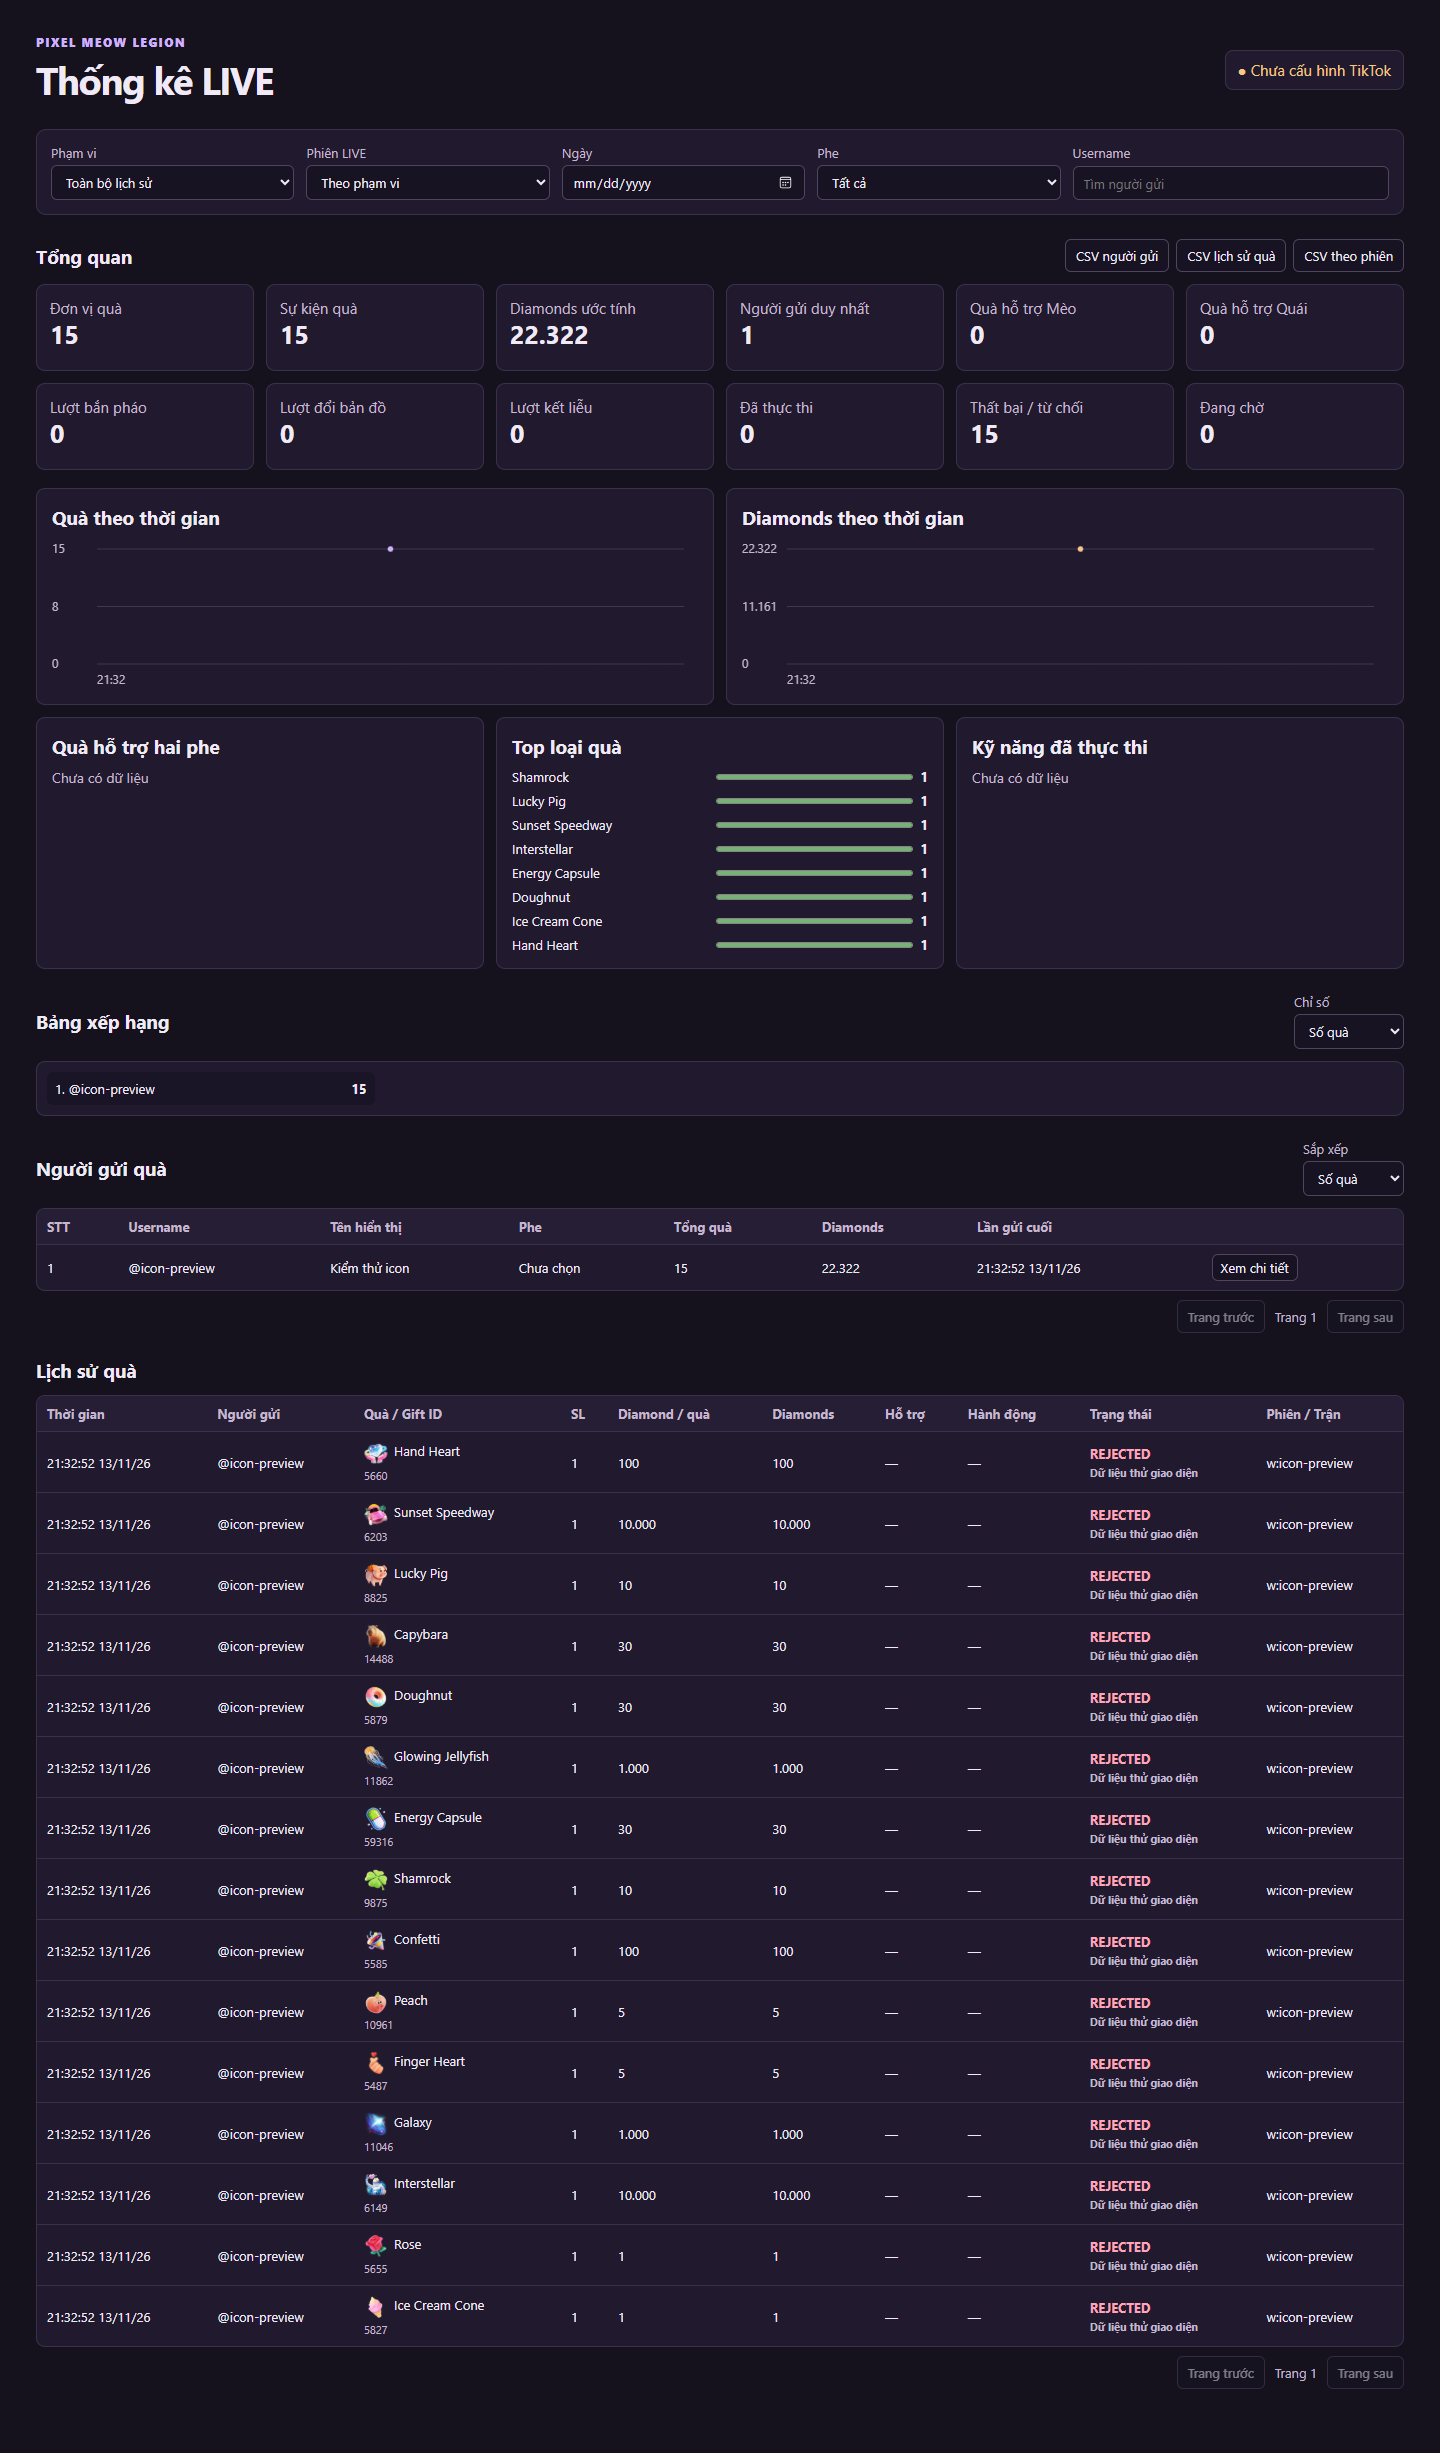 PIXEL MEOW LEGION
Thống kê LIVE
● Chưa cấu hình TikTok
Phạm vi Phiên LIVE Ngày Phe Username
Toàn bộ lịch sử Theo phạm vi mm/dd/yyyy Tất cả Tìm người gửi
Tổng quan CSV người gửi CSV lịch sử quà CSV theo phiên
Đơn vị quà Sự kiện quà Diamonds ước tính Người gửi duy nhất Quà hỗ trợ Mèo Quà hỗ trợ Quái
15 15 22.322 1 0 0
Lượt bắn pháo Lượt đổi bản đồ Lượt kết liễu Đã thực thi Thất bại / từ chối Đang chờ
0 0 0 0 15 0
Quà theo thời gian
15
8
0
21:32
Diamonds theo thời gian
22.322
11.161
0
21:32
Quà hỗ trợ hai phe
Chưa có dữ liệu
Top loại quà
Shamrock 1
Lucky Pig 1
Sunset Speedway 1
Interstellar 1
Energy Capsule 1
Doughnut 1
Ice Cream Cone 1
Hand Heart 1
Kỹ năng đã thực thi
Chưa có dữ liệu
Bảng xếp hạng
Chỉ số
Số quà
1. @icon-preview 15
Người gửi quà
Sắp xếp
Số quà
STT Username Tên hiển thị Phe Tổng quà Diamonds Lần gửi cuối
1 @icon-preview Kiểm thử icon Chưa chọn 15 22.322 21:32:52 13/11/26 Xem chi tiết
Trang trước Trang 1 Trang sau
Lịch sử quà
Thời gian Người gửi Quà / Gift ID SL Diamond / quà Diamonds Hỗ trợ Hành động Trạng thái Phiên / Trận
21:32:52 13/11/26 @icon-preview Hand Heart 1 100 100 — — REJECTED w:icon-preview
5660 Dữ liệu thử giao diện
21:32:52 13/11/26 @icon-preview Sunset Speedway 1 10.000 10.000 — — REJECTED w:icon-preview
6203 Dữ liệu thử giao diện
21:32:52 13/11/26 @icon-preview Lucky Pig 1 10 10 — — REJECTED w:icon-preview
8825 Dữ liệu thử giao diện
21:32:52 13/11/26 @icon-preview Capybara 1 30 30 — — REJECTED w:icon-preview
14488 Dữ liệu thử giao diện
21:32:52 13/11/26 @icon-preview Doughnut 1 30 30 — — REJECTED w:icon-preview
5879 Dữ liệu thử giao diện
21:32:52 13/11/26 @icon-preview Glowing Jellyfish 1 1.000 1.000 — — REJECTED w:icon-preview
11862 Dữ liệu thử giao diện
21:32:52 13/11/26 @icon-preview Energy Capsule 1 30 30 — — REJECTED w:icon-preview
59316 Dữ liệu thử giao diện
21:32:52 13/11/26 @icon-preview Shamrock 1 10 10 — — REJECTED w:icon-preview
9875 Dữ liệu thử giao diện
21:32:52 13/11/26 @icon-preview Confetti 1 100 100 — — REJECTED w:icon-preview
5585 Dữ liệu thử giao diện
21:32:52 13/11/26 @icon-preview Peach 1 5 5 — — REJECTED w:icon-preview
10961 Dữ liệu thử giao diện
21:32:52 13/11/26 @icon-preview Finger Heart 1 5 5 — — REJECTED w:icon-preview
5487 Dữ liệu thử giao diện
21:32:52 13/11/26 @icon-preview Galaxy 1 1.000 1.000 — — REJECTED w:icon-preview
11046 Dữ liệu thử giao diện
21:32:52 13/11/26 @icon-preview Interstellar 1 10.000 10.000 — — REJECTED w:icon-preview
6149 Dữ liệu thử giao diện
21:32:52 13/11/26 @icon-preview Rose 1 1 1 — — REJECTED w:icon-preview
5655 Dữ liệu thử giao diện
21:32:52 13/11/26 @icon-preview Ice Cream Cone 1 1 1 — — REJECTED w:icon-preview
5827 Dữ liệu thử giao diện
Trang trước Trang 1 Trang sau